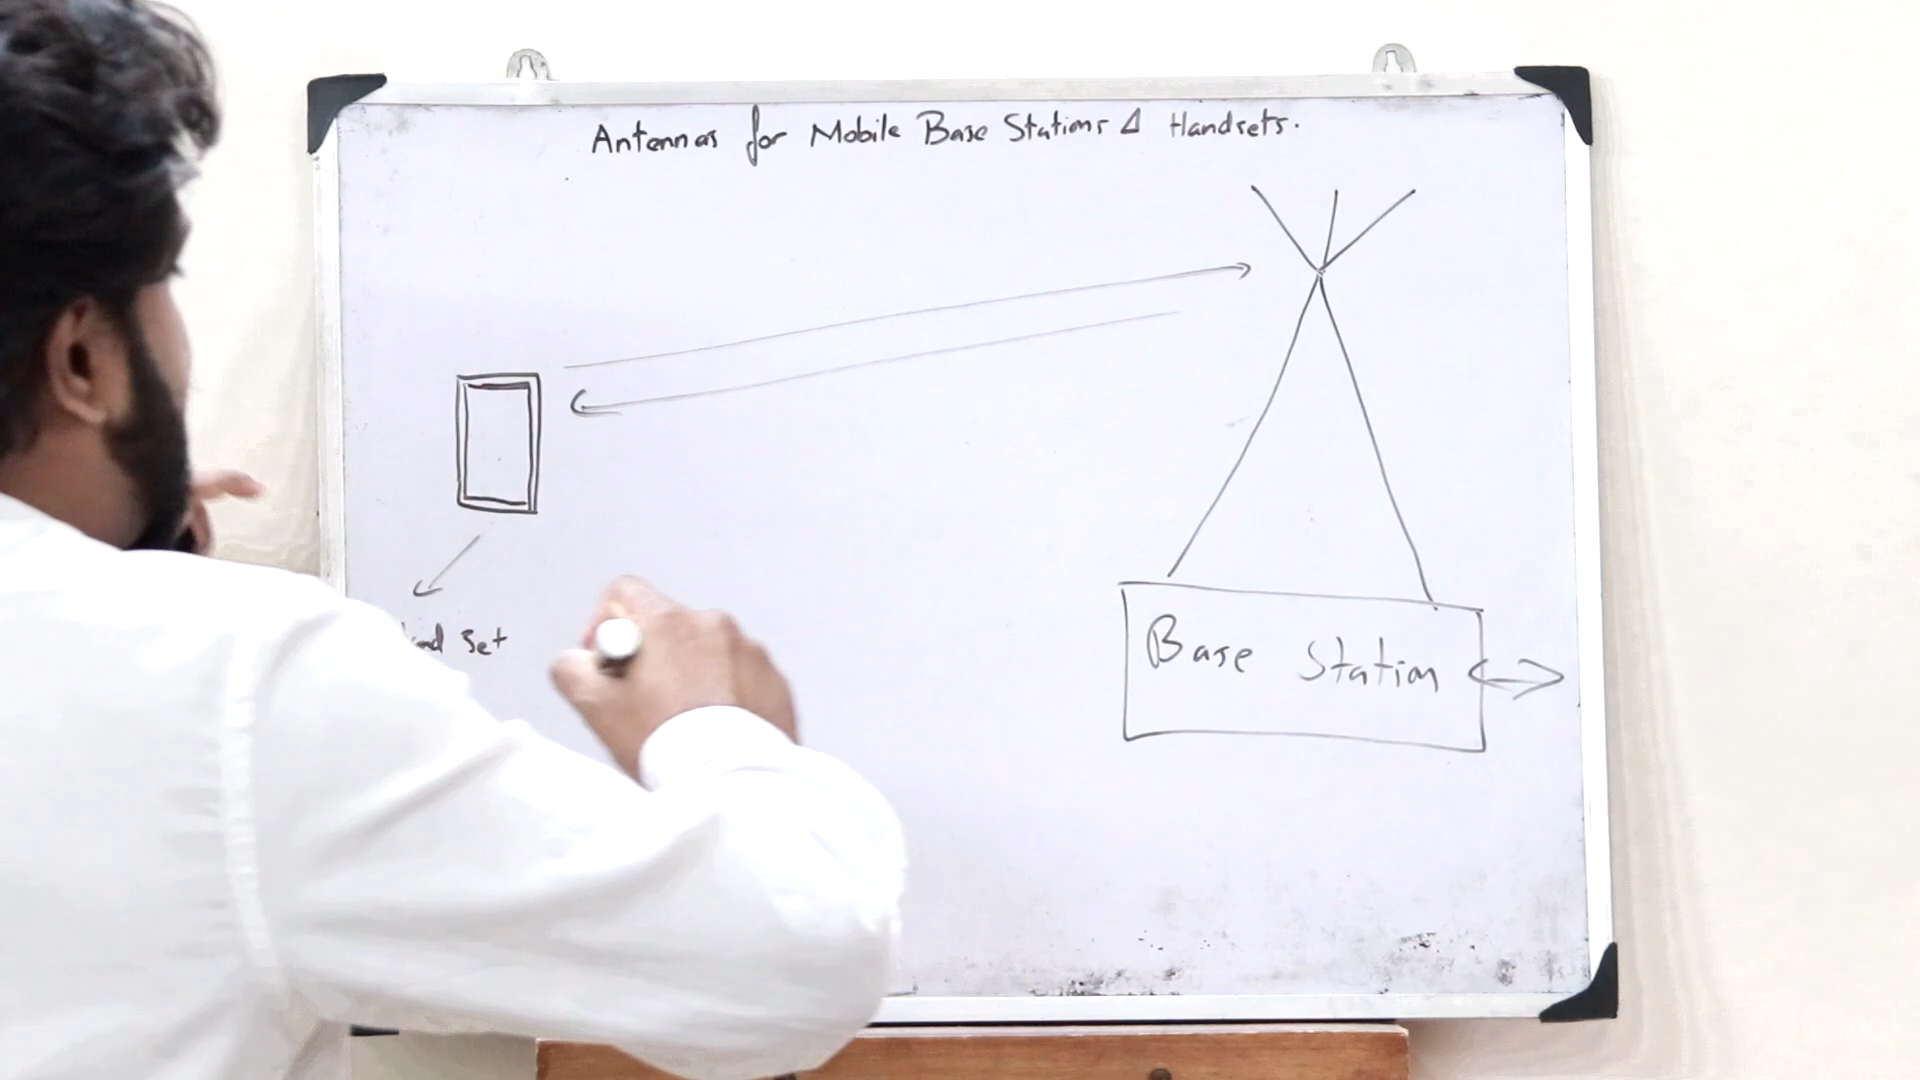 Antennas for Mobile Base Stations & Handsets.
Set
Base Station